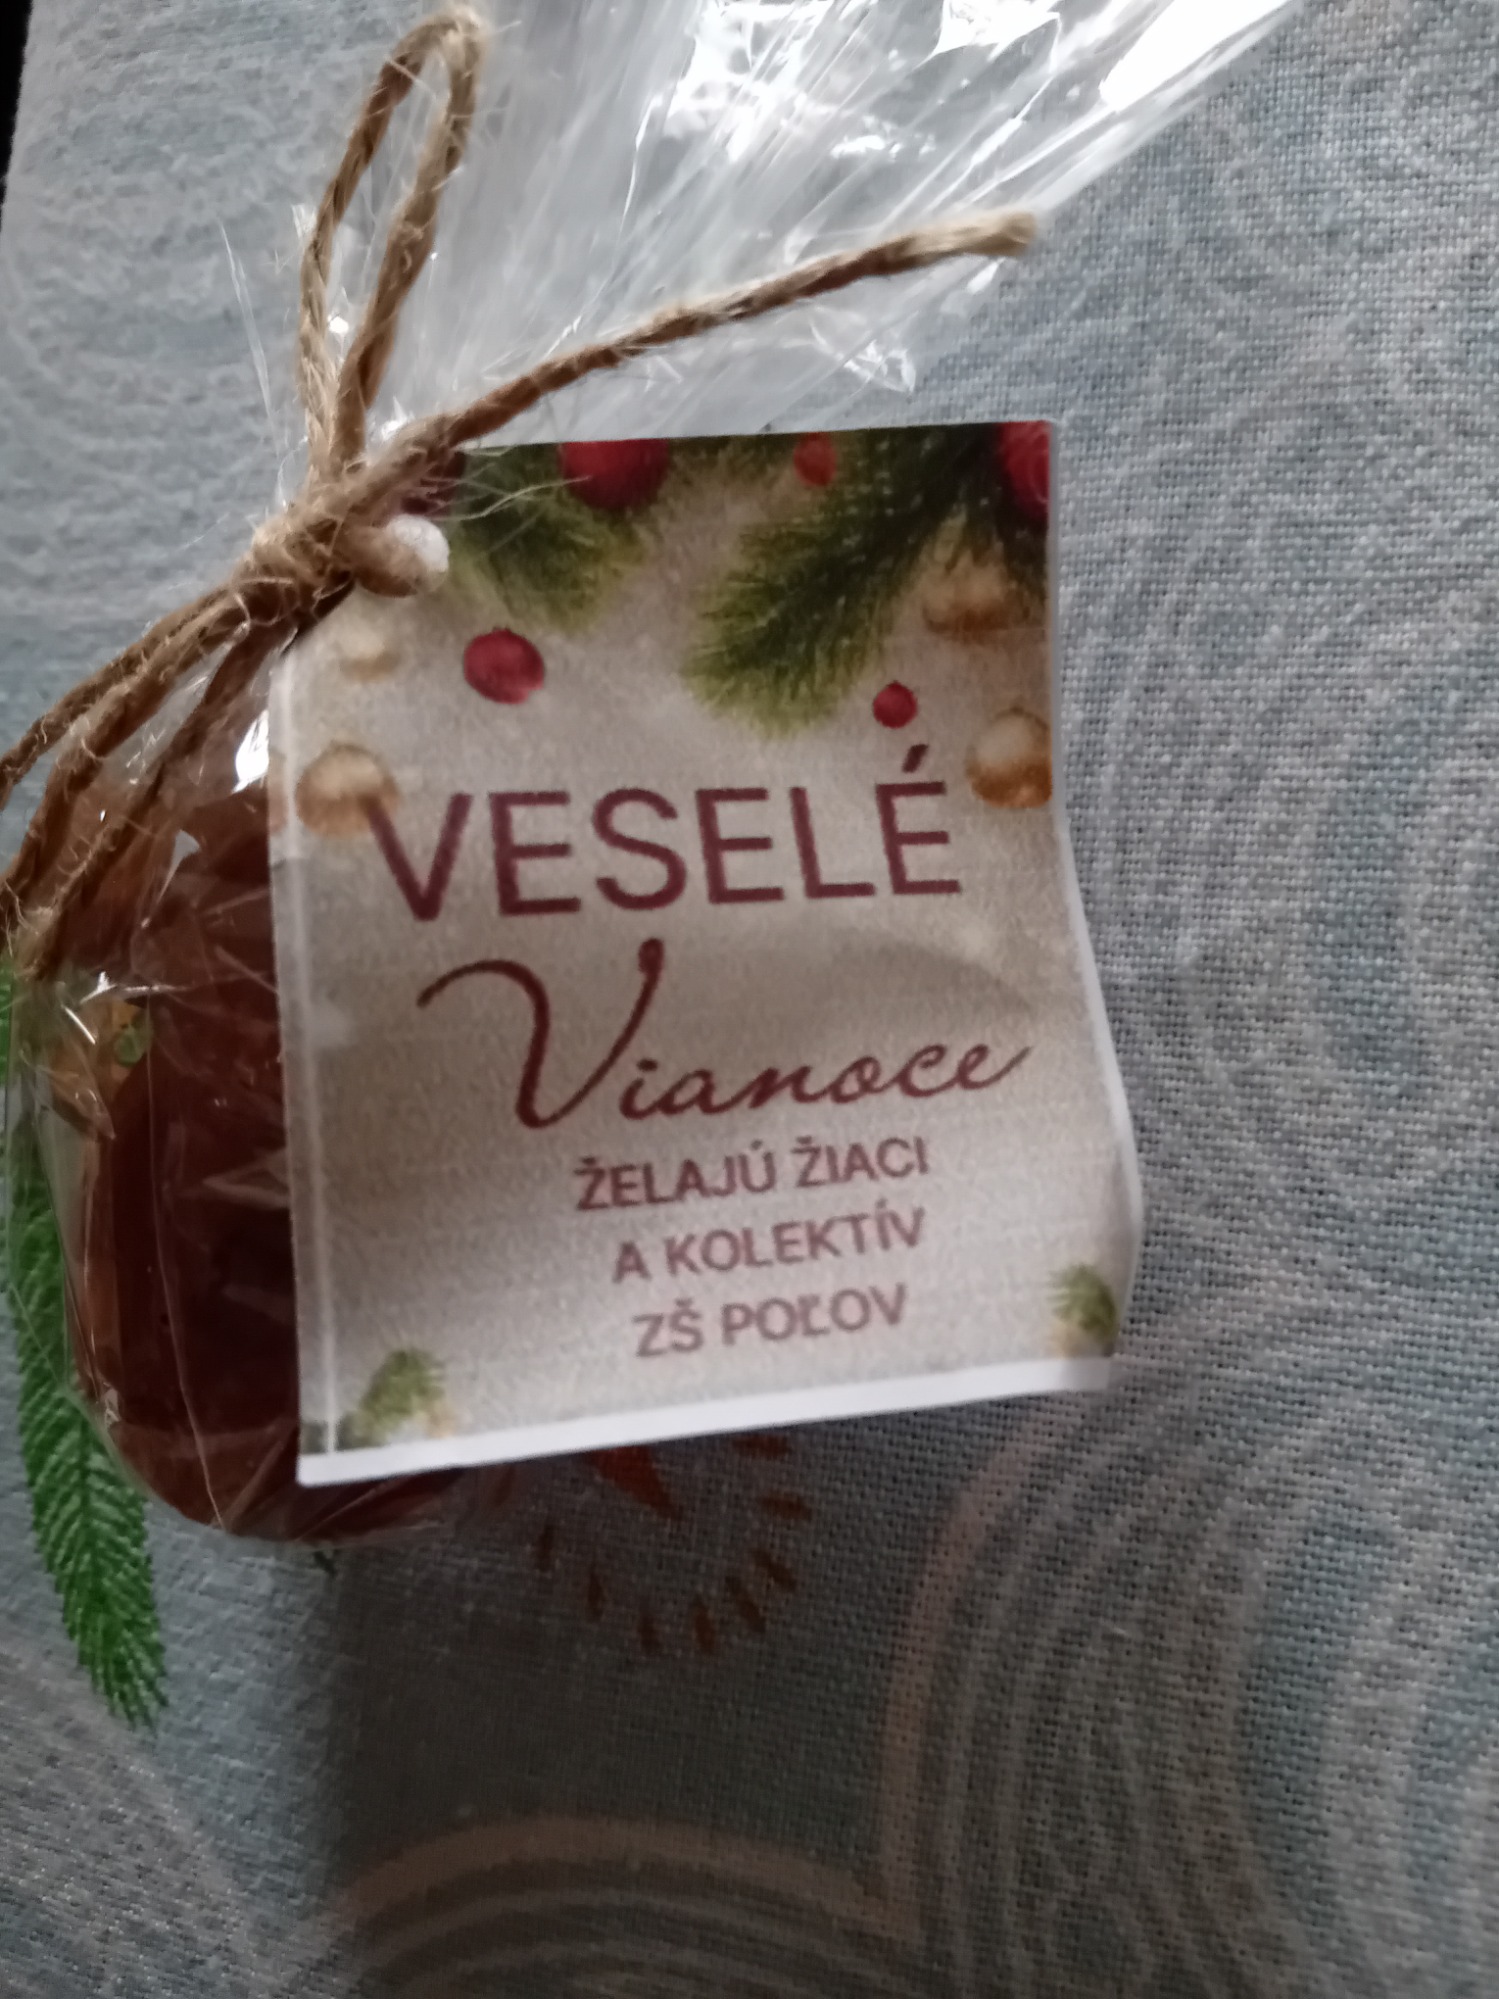 VESELÉ
Vianoce
ŽELAJÚ ŽIACI
A KOLEKTÍV
ZŠ POĽOV